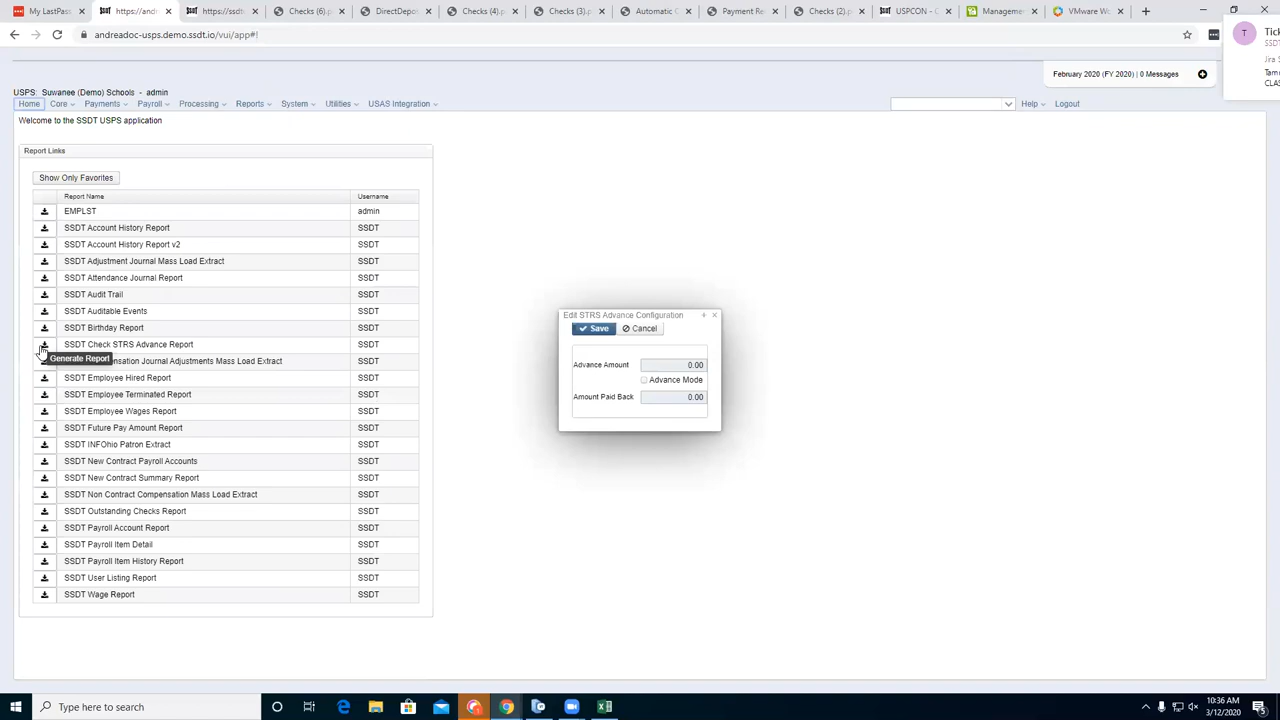 My LastPass
https://andre
https://ssdt
Checks (6).p
DirectDepos
Checks (4).p
Checks (3).p
Automatic C
Payment Re
Checks (2).p
USPCON - C
Management
VMware Wo
andreadoc-usps.demo.ssdt.io/vui/app#!
T
Tick
SSDT
Jira S
Tam
CLAS
February 2020 (FY 2020) | 0 Messages
USPS: Suwanee (Demo) Schools - admin
Home Core Payments Payroll Processing Reports System Utilities USAS Integration Help Logout
Welcome to the SSDT USPS application
Report Links
Show Only Favorites
Report Name Username
EMPLST admin
SSDT Account History Report SSDT
SSDT Account History Report v2 SSDT
SSDT Adjustment Journal Mass Load Extract SSDT
SSDT Attendance Journal Report SSDT
SSDT Audit Trail SSDT
SSDT Auditable Events SSDT
SSDT Birthday Report SSDT
SSDT Check STRS Advance Report SSDT
Generate Report
ensation Journal Adjustments Mass Load Extract SSDT
SSDT Employee Hired Report SSDT
SSDT Employee Terminated Report SSDT
SSDT Employee Wages Report SSDT
SSDT Future Pay Amount Report SSDT
SSDT INFOhio Patron Extract SSDT
SSDT New Contract Payroll Accounts SSDT
SSDT New Contract Summary Report SSDT
SSDT Non Contract Compensation Mass Load Extract SSDT
SSDT Outstanding Checks Report SSDT
SSDT Payroll Account Report SSDT
SSDT Payroll Item Detail SSDT
SSDT Payroll Item History Report SSDT
SSDT User Listing Report SSDT
SSDT Wage Report SSDT
Edit STRS Advance Configuration
Save Cancel
Advance Amount 0.00
Advance Mode
Amount Paid Back 0.00
Type here to search
10:36 AM
3/12/2020
5